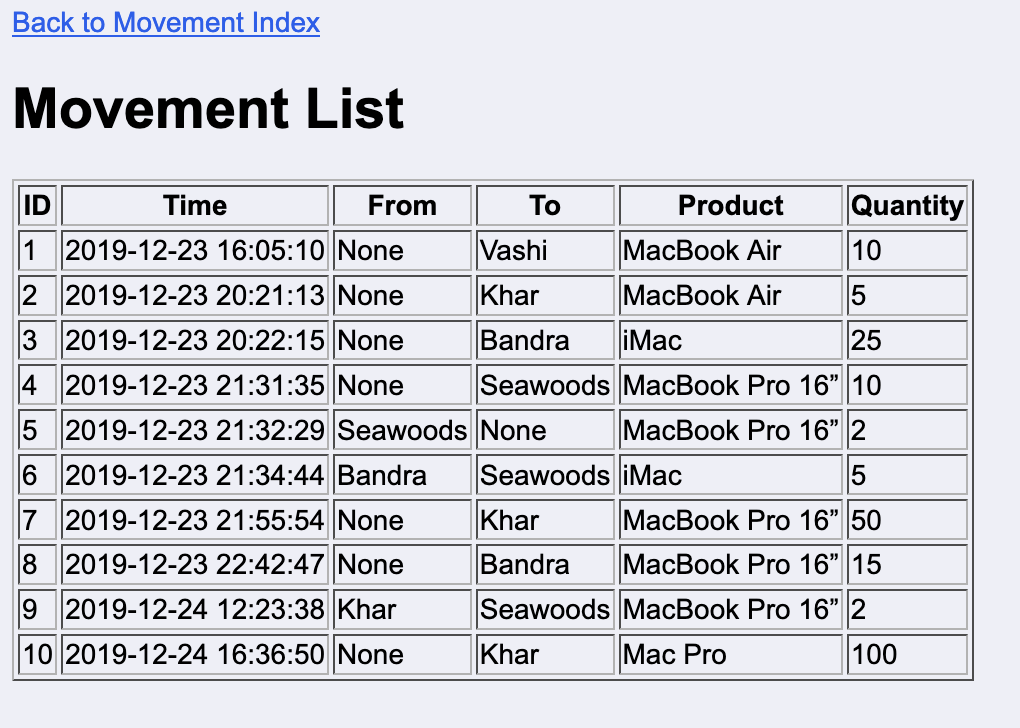 Back to Movement Index
Movement List
ID Time From To Product Quantity
1 2019-12-23 16:05:10 None Vashi MacBook Air 10
2 2019-12-23 20:21:13 None Khar MacBook Air 5
3 2019-12-23 20:22:15 None Bandra iMac 25
4 2019-12-23 21:31:35 None Seawoods MacBook Pro 16” 10
5 2019-12-23 21:32:29 Seawoods None MacBook Pro 16” 2
6 2019-12-23 21:34:44 Bandra Seawoods iMac 5
7 2019-12-23 21:55:54 None Khar MacBook Pro 16” 50
8 2019-12-23 22:42:47 None Bandra MacBook Pro 16” 15
9 2019-12-24 12:23:38 Khar Seawoods MacBook Pro 16” 2
10 2019-12-24 16:36:50 None Khar Mac Pro 100